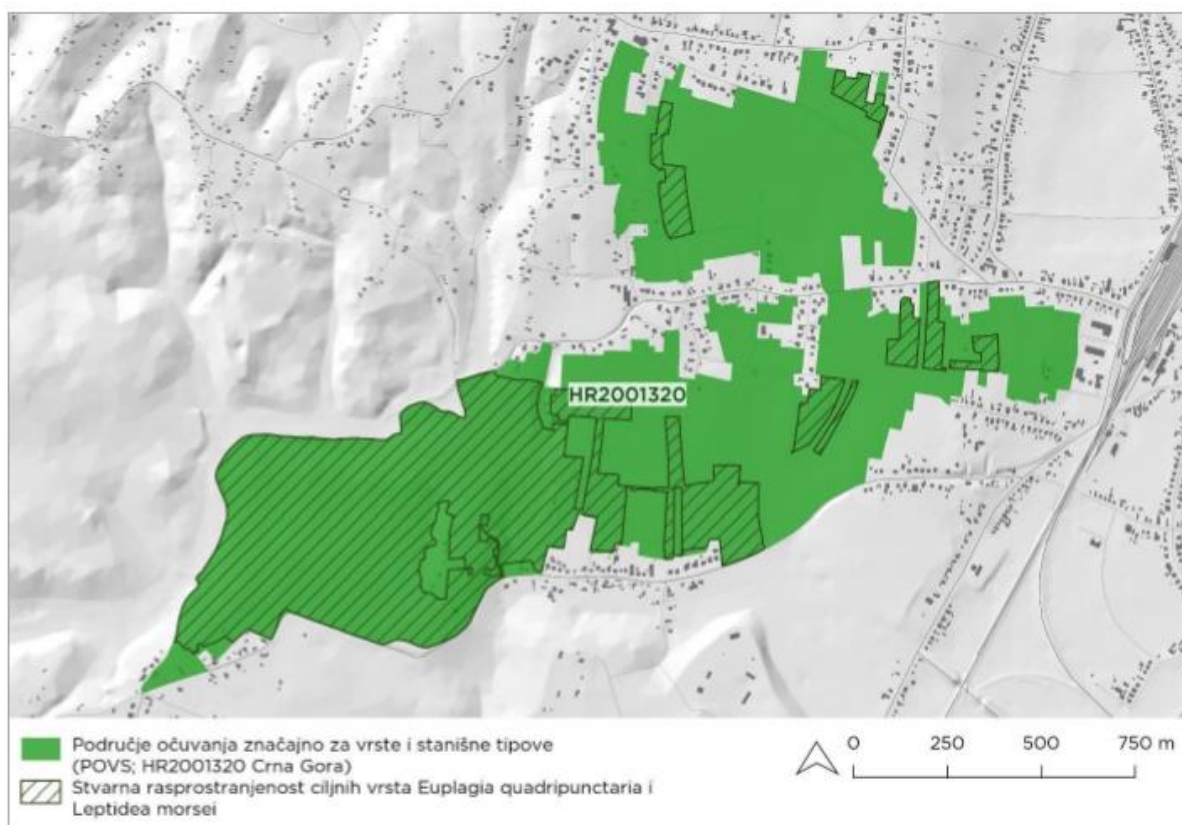 HR2001320
Područje očuvanja značajno za vrste i stanišne tipove
(POVS; HR2001320 Crna Gora)
Stvarna rasprostranjenost ciljnih vrsta Euplagia quadripunctaria i
Leptidea morsei
0 250 500 750 m